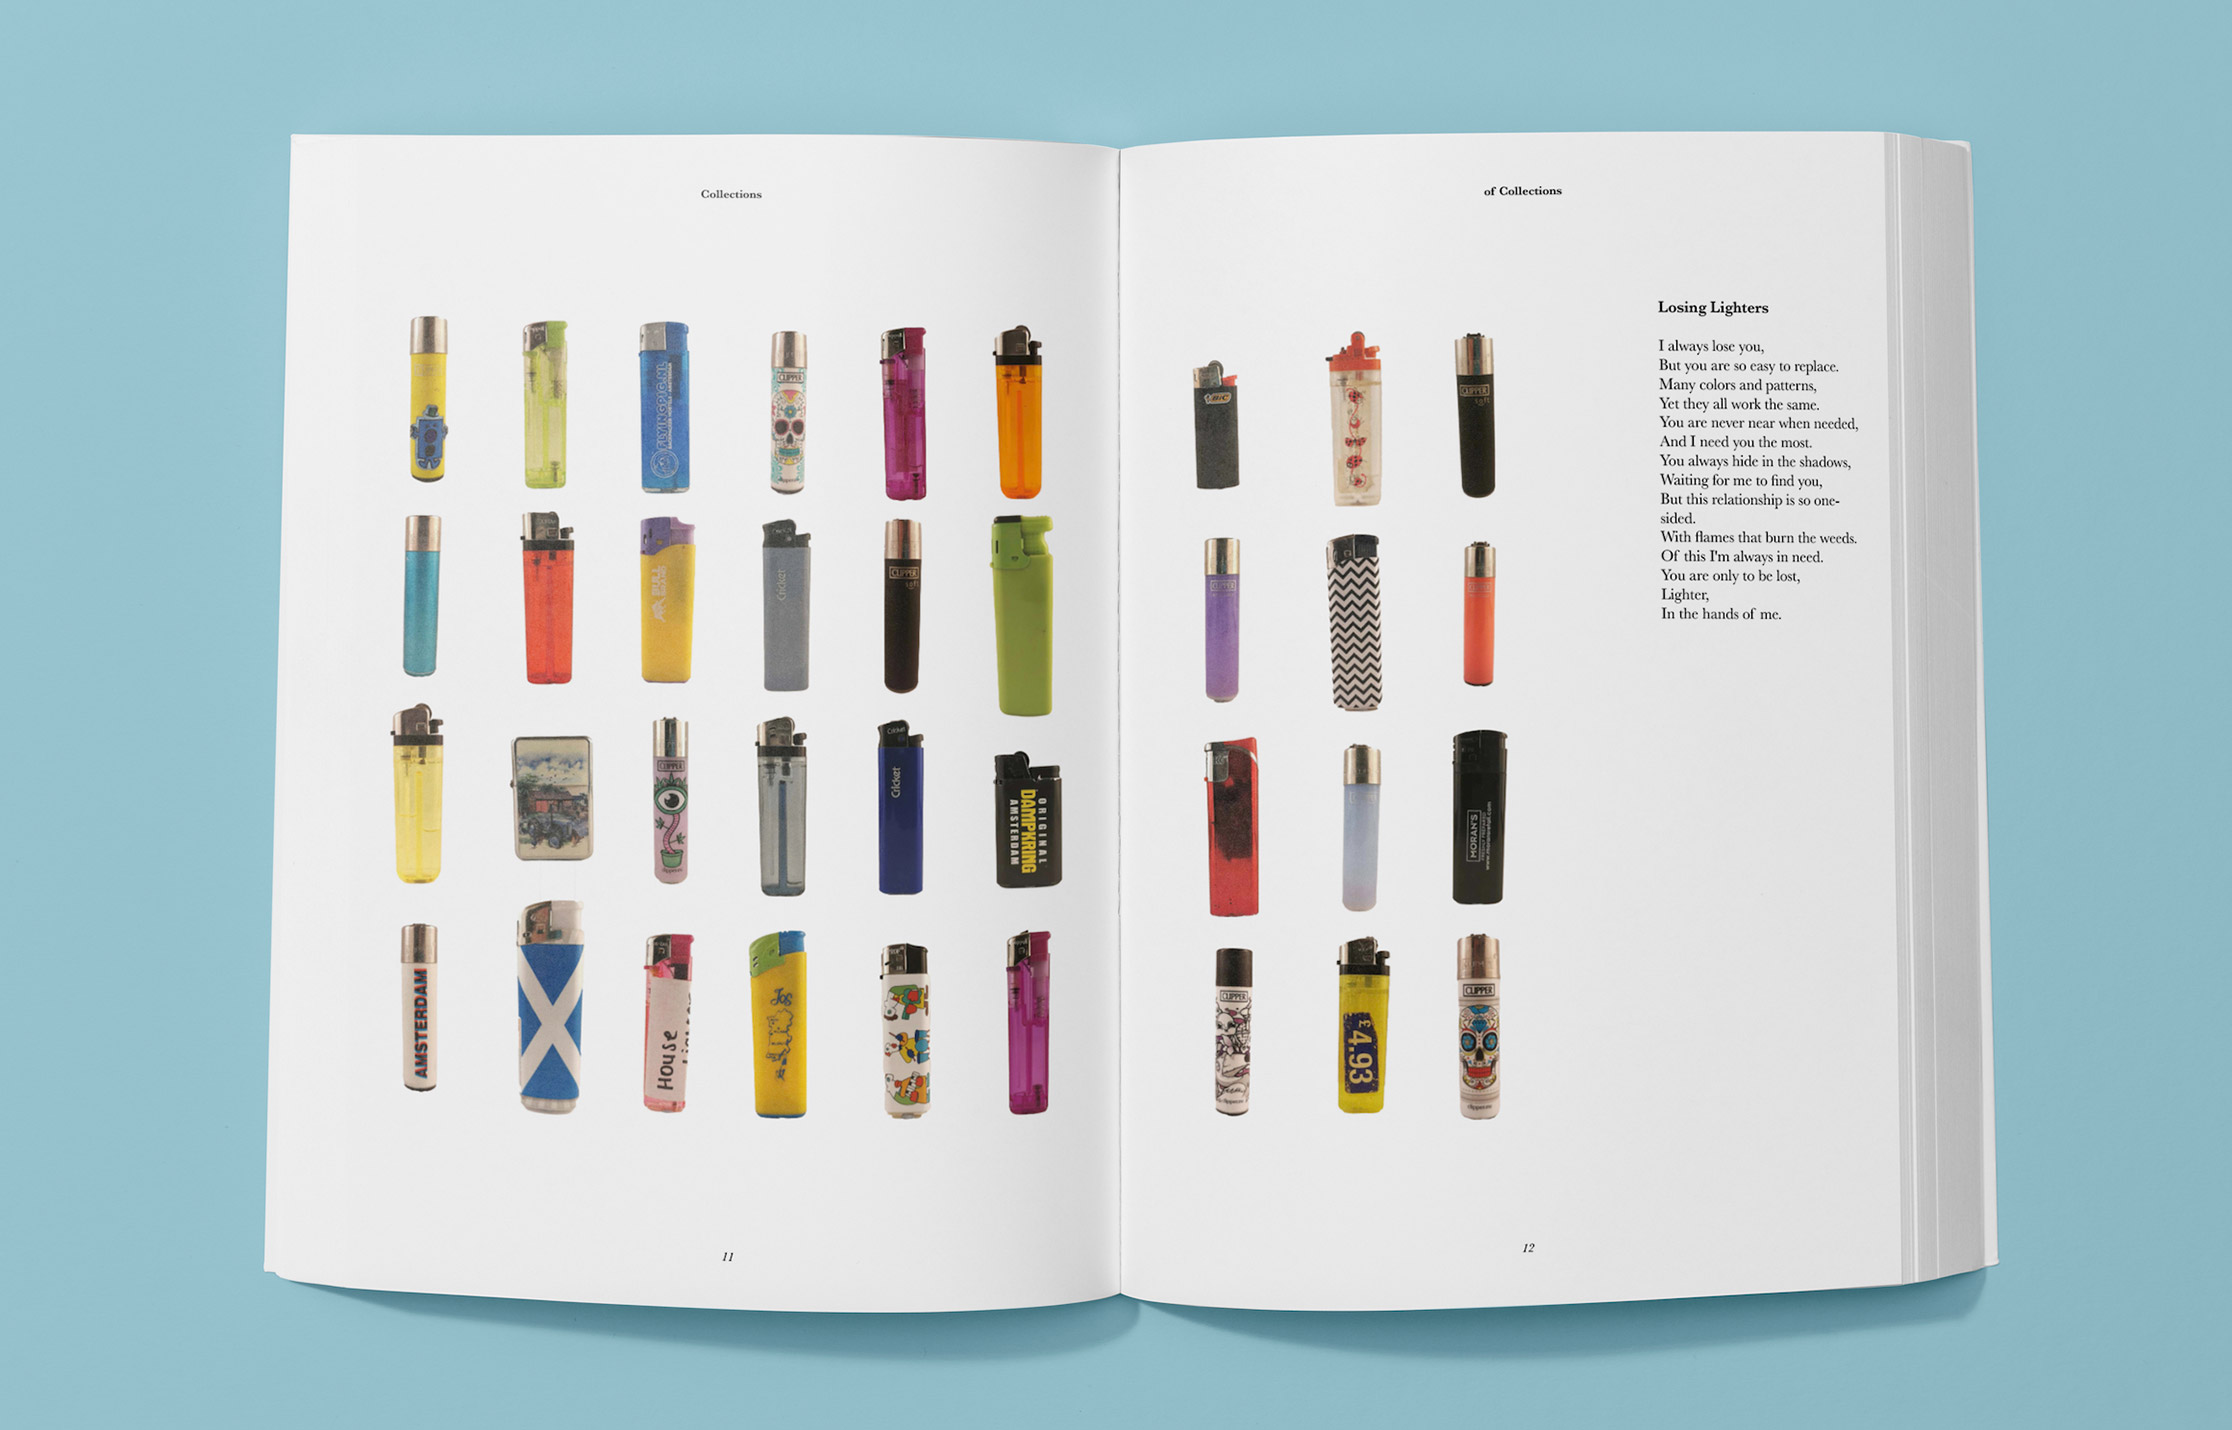 Collections
of Collections
FLYINGPIG.NL
CLIPPER
BiC
CLIPPER
soft
BULL
Cricket
CLIPPER
soft
CLIPPER
CLIPPER
Cricket
Cricket
ORIGINAL
DAMPKRING
AMSTERDAM
MORAN'S
AMSTERDAM
House
Jos
CLIPPER
£4.93
CLIPPER
Losing Lighters
I always lose you,
But you are so easy to replace.
Many colors and patterns,
Yet they all work the same.
You are never near when needed,
And I need you the most.
You always hide in the shadows,
Waiting for me to find you,
But this relationship is so one-
sided.
With flames that burn the weeds.
Of this I'm always in need.
You are only to be lost,
Lighter,
In the hands of me.
11
12